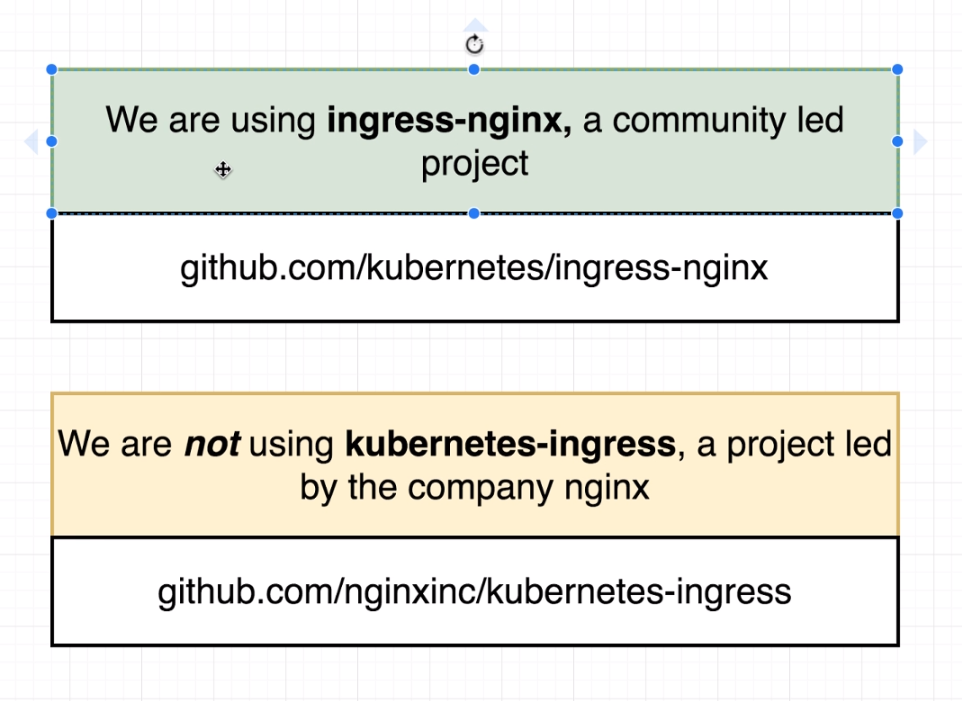 We are using ingress-nginx, a community led
project
github.com/kubernetes/ingress-nginx
We are not using kubernetes-ingress, a project led
by the company nginx
github.com/nginxinc/kubernetes-ingress